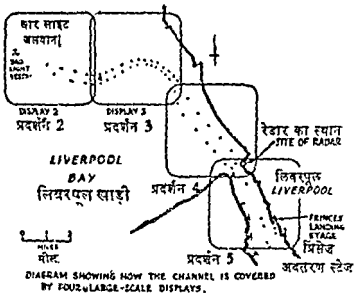 बार साइट
BAR
LIGHT
DISPLAY 2
प्रदर्शन 2
DISPLAY 3
प्रदर्शन 3
रेडार का स्थान
SITE OF RADAR
LIVERPOOL
BAY
लिवरपूल खाड़ी
प्रदर्शन 4
लिवरपूल
LIVERPOOL
PRINCES
LANDING
STAGE
प्रिंसेज़
अवतरण स्टेज
MILES
मील
प्रदर्शन 5
DIAGRAM SHOWING HOW THE CHANNEL IS COVERED
BY FOUR LARGE-SCALE DISPLAYS.